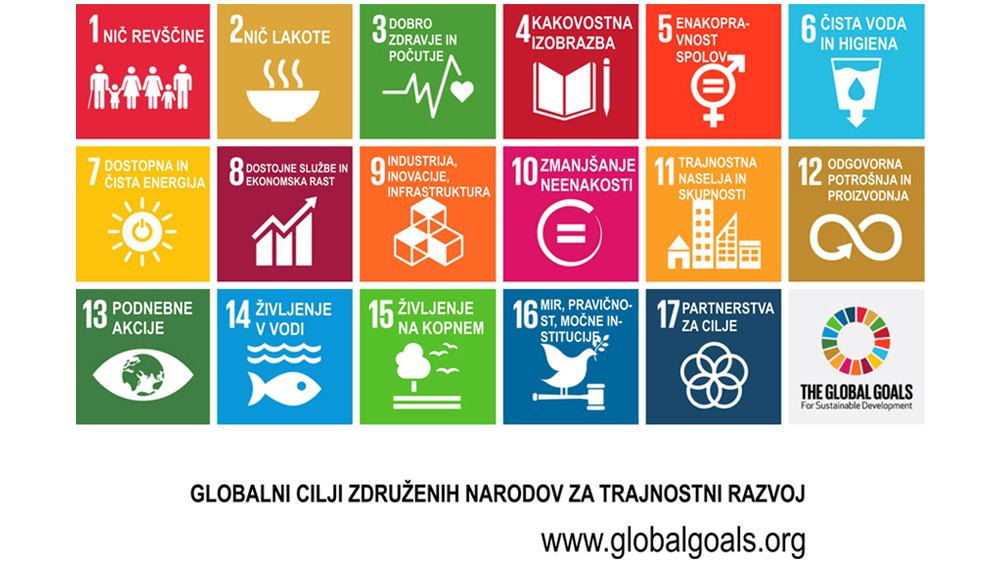 1 NIČ REVŠČINE
2 NIČ LAKOTE
3 DOBRO
ZDRAVJE IN
POČUTJE
4 KAKOVOSTNA
IZOBRAZBA
5 ENAKOPRA-
VNOST
SPOLOV
6 ČISTA VODA
IN HIGIENA
7 DOSTOPNA IN
ČISTA ENERGIJA
8 DOSTOJNE SLUŽBE IN
EKONOMSKA RAST
9 INDUSTRIJA,
INOVACIJE,
INFRASTRUKTURA
10 ZMANJŠANJE
NEENAKOSTI
11 TRAJNOSTNA
NASELJA IN
SKUPNOSTI
12 ODGOVORNA
POTROŠNJA IN
PROIZVODNJA
13 PODNEBNE
AKCIJE
14 ŽIVLJENJE
V VODI
15 ŽIVLJENJE
NA KOPNEM
16 MIR, PRAVIČNO-
ST, MOČNE IN-
STITUCIJE
17 PARTNERSTVA
ZA CILJE
THE GLOBAL GOALS
For Sustainable Development
GLOBALNI CILJI ZDRUŽENIH NARODOV ZA TRAJNOSTNI RAZVOJ
www.globalgoals.org